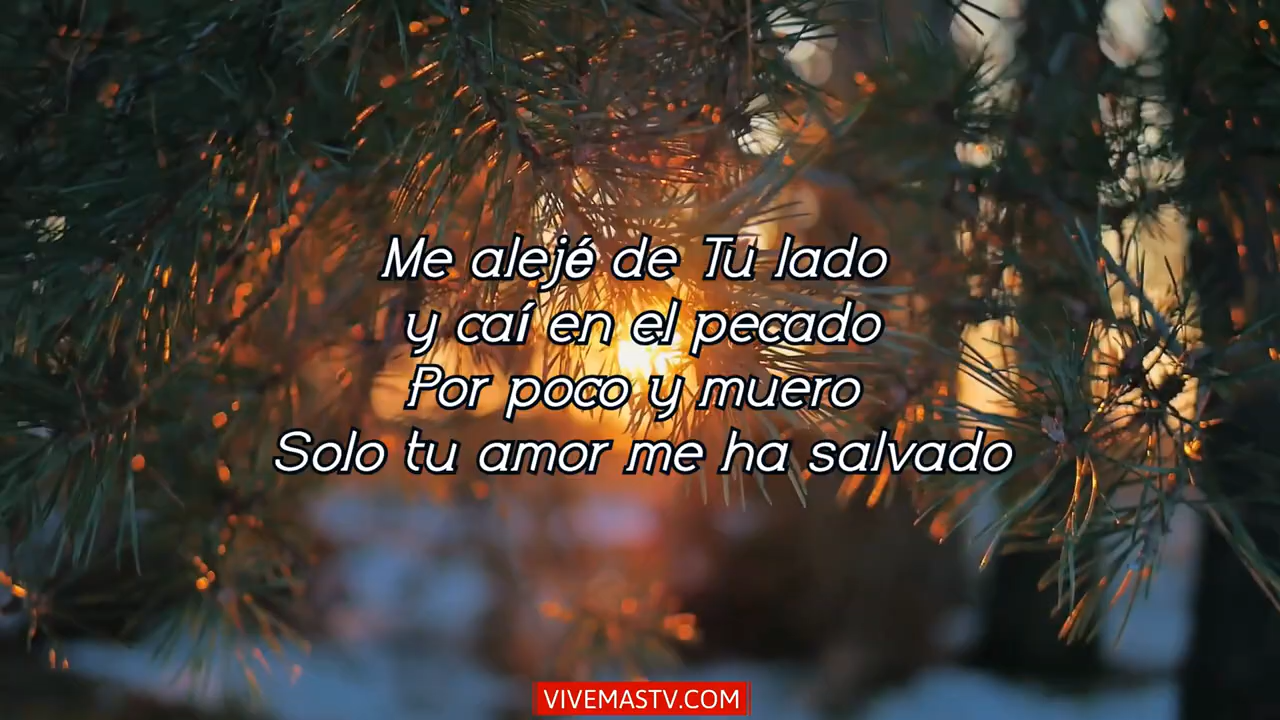 Me alejé de Tu lado
y caí en el pecado
Por poco y muero
Solo tu amor me ha salvado
VIVEMASTV.COM